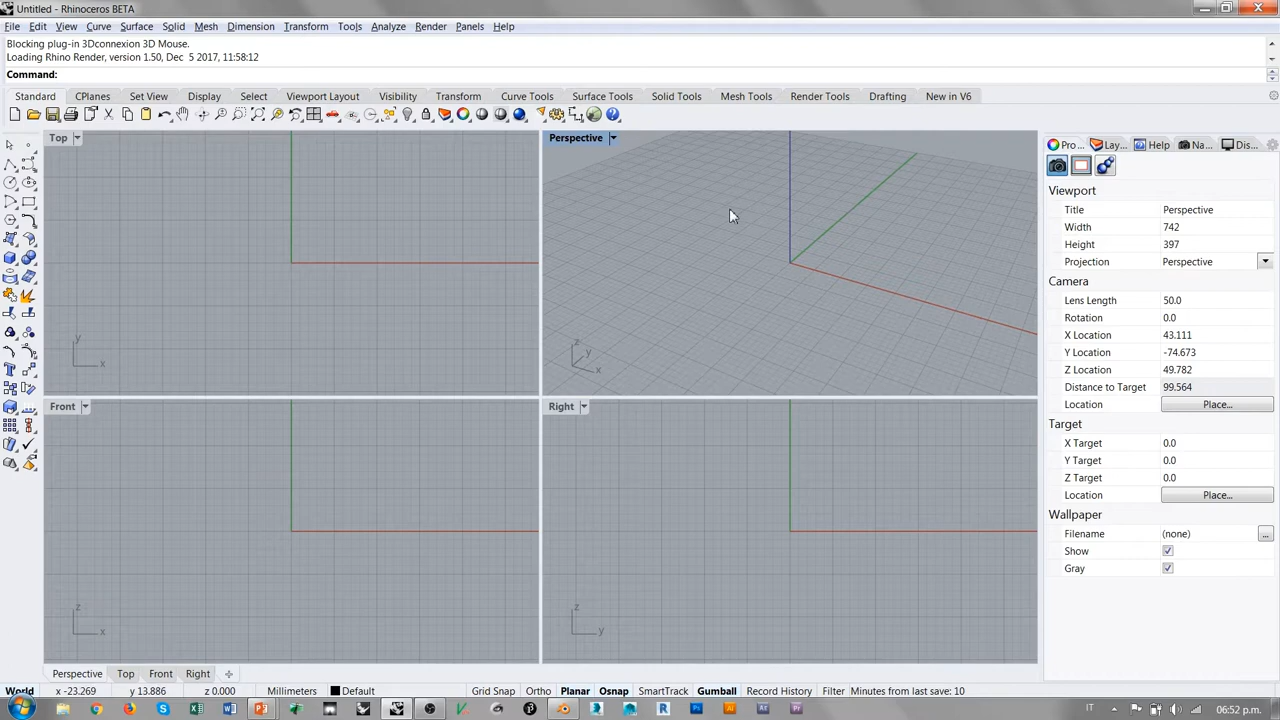 Untitled - Rhinoceros BETA
File Edit View Curve Surface Solid Mesh Dimension Transform Tools Analyze Render Panels Help
Blocking plug-in 3Dconnexion 3D Mouse.
Loading Rhino Render, version 1.50, Dec 5 2017, 11:58:12
Command:
Standard CPlanes Set View Display Select Viewport Layout Visibility Transform Curve Tools Surface Tools Solid Tools Mesh Tools Render Tools Drafting New in V6
Top
Perspective
Front
Right
y
x
z
y
x
z
x
z
y
Pro... Lay... Help Na... Dis...
Viewport
Title Perspective
Width 742
Height 397
Projection Perspective
Camera
Lens Length 50.0
Rotation 0.0
X Location 43.111
Y Location -74.673
Z Location 49.782
Distance to Target 99.564
Location Place...
Target
X Target 0.0
Y Target 0.0
Z Target 0.0
Location Place...
Wallpaper
Filename (none) ...
Show
Gray
Perspective Top Front Right
World x -23.269 y 13.886 z 0.000 Millimeters Default Grid Snap Ortho Planar Osnap SmartTrack Gumball Record History Filter Minutes from last save: 10
IT 06:52 p.m.